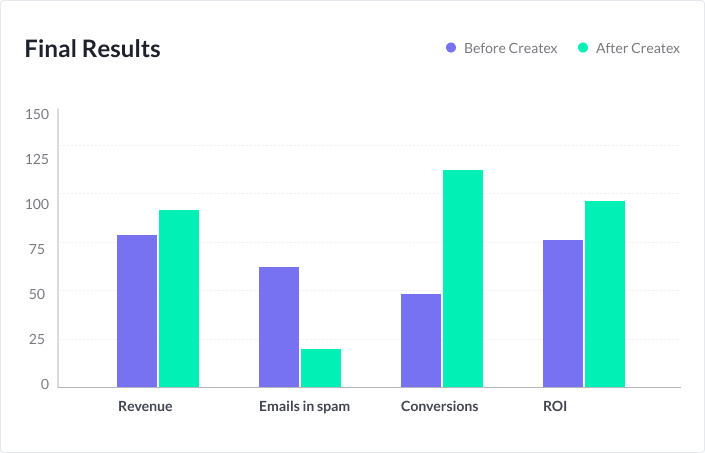 Final Results
Before Createx
After Createx
150
125
100
75
50
25
0
Revenue
Emails in spam
Conversions
ROI